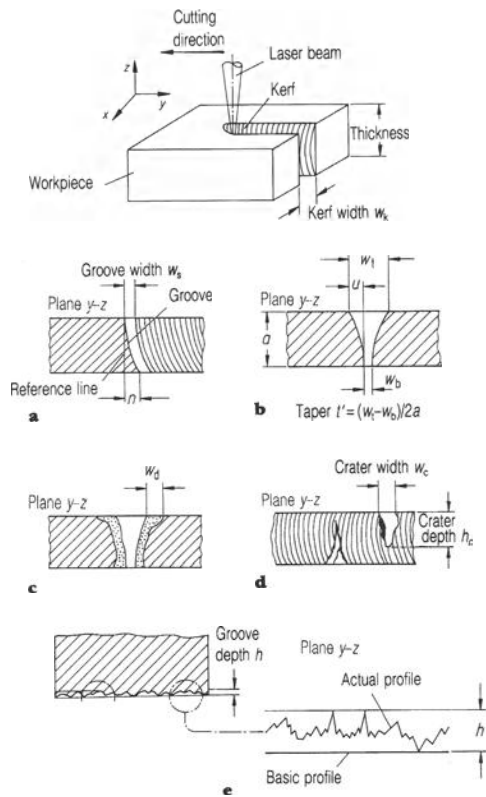 Cutting
direction
Laser beam
z
Kerf
y
x
Thickness
Workpiece
Kerf width wk
Groove width ws
Plane y–z
Groove
Reference line
n
a
wt
u
Plane y–z
a
wb
Taper t' = (wt–wb)/2a
b
wd
Plane y–z
c
Crater width wc
Plane y–z
Crater
depth hc
d
Groove
depth h
Plane y–z
Actual profile
h
Basic profile
e